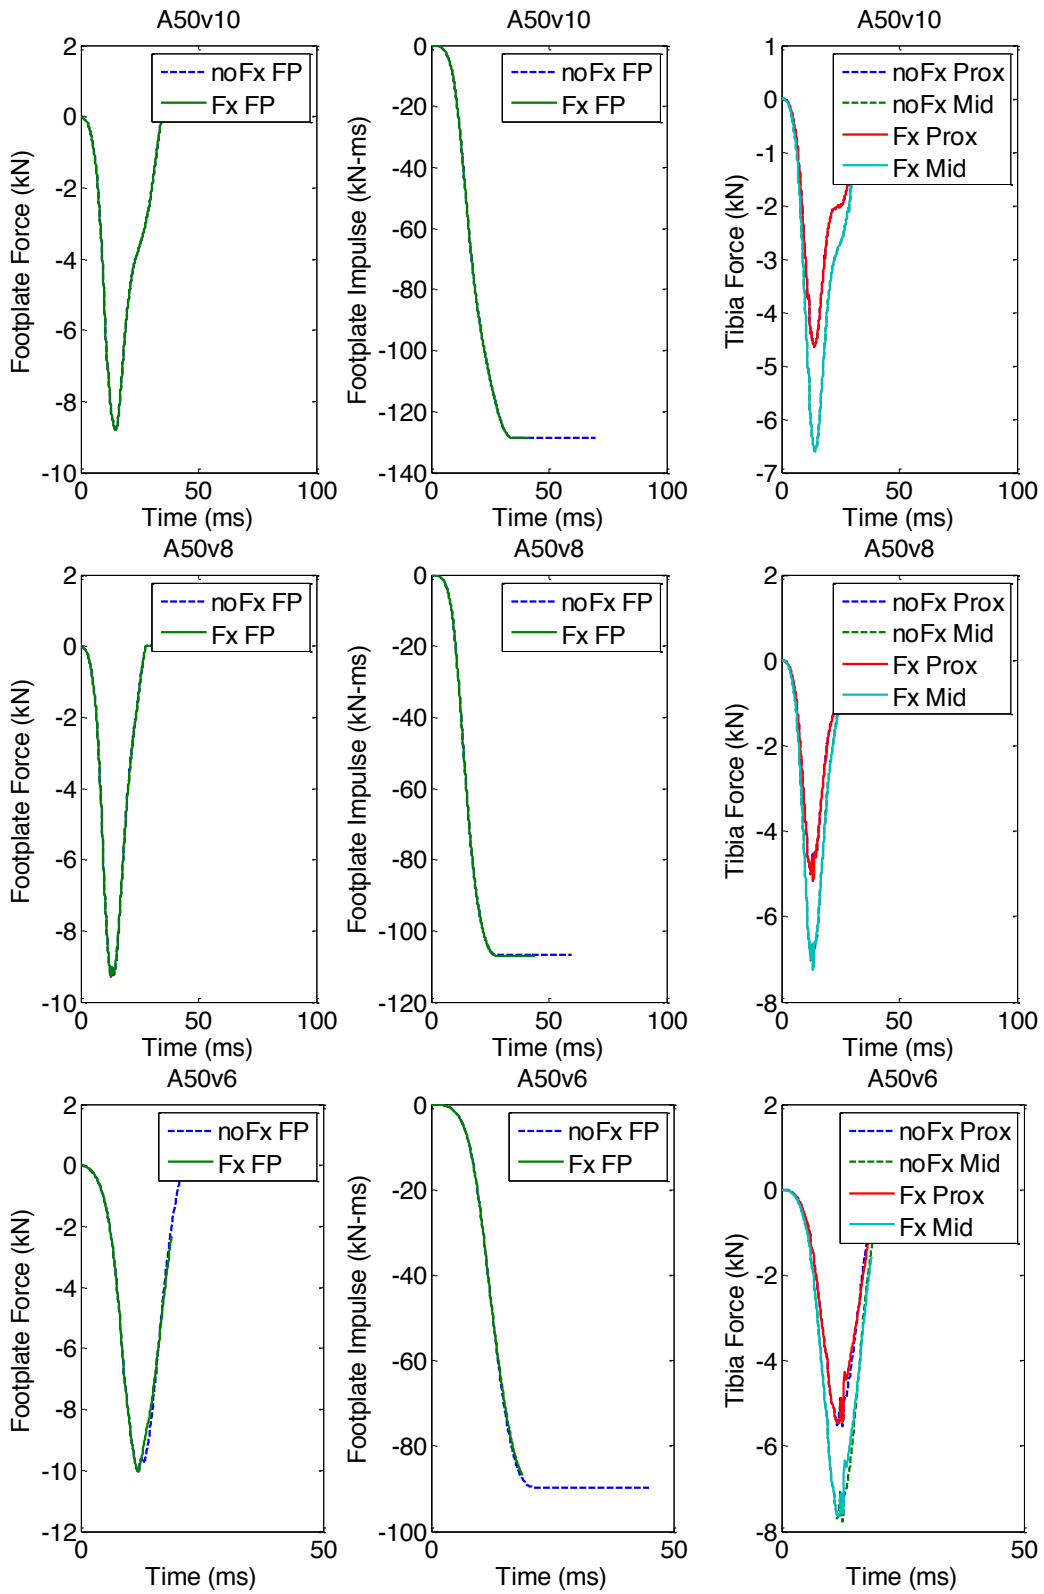 A50v10
A50v10
A50v10
2
0
-2
-4
-6
-8
-10
Footplate Force (kN)
noFx FP
Fx FP
0
50
100
Time (ms)
0
-20
-40
-60
-80
-100
-120
-140
Footplate Impulse (kN-ms)
noFx FP
Fx FP
0
50
100
Time (ms)
1
0
-1
-2
-3
-4
-5
-6
-7
Tibia Force (kN)
noFx Prox
noFx Mid
Fx Prox
Fx Mid
0
50
100
Time (ms)
A50v8
A50v8
A50v8
2
0
-2
-4
-6
-8
-10
Footplate Force (kN)
noFx FP
Fx FP
0
50
100
Time (ms)
0
-20
-40
-60
-80
-100
-120
Footplate Impulse (kN-ms)
noFx FP
Fx FP
0
50
100
Time (ms)
2
0
-2
-4
-6
-8
Tibia Force (kN)
noFx Prox
noFx Mid
Fx Prox
Fx Mid
0
50
100
Time (ms)
A50v6
A50v6
A50v6
2
0
-2
-4
-6
-8
-10
-12
Footplate Force (kN)
noFx FP
Fx FP
0
50
Time (ms)
0
-20
-40
-60
-80
-100
Footplate Impulse (kN-ms)
noFx FP
Fx FP
0
50
Time (ms)
2
0
-2
-4
-6
-8
Tibia Force (kN)
noFx Prox
noFx Mid
Fx Prox
Fx Mid
0
50
Time (ms)